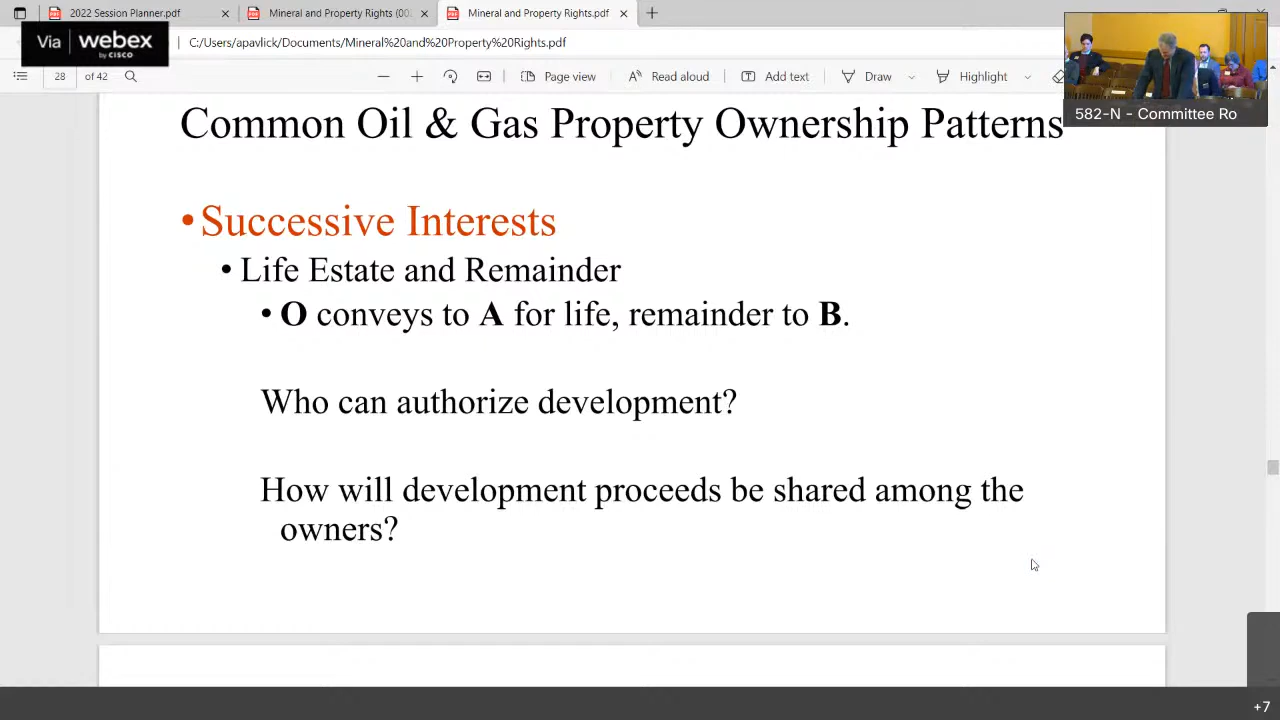 2022 Session Planner.pdf
Mineral and Property Rights (00
Mineral and Property Rights.pdf
Via webex
by CISCO
C:/Users/apavlick/Documents/Mineral%20and%20Property%20Rights.pdf
28 of 42
Page view
Read aloud
Add text
Draw
Highlight
582-N - Committee Ro
Common Oil & Gas Property Ownership Patterns
• Successive Interests
• Life Estate and Remainder
• O conveys to A for life, remainder to B.
Who can authorize development?
How will development proceeds be shared among the
owners?
+7